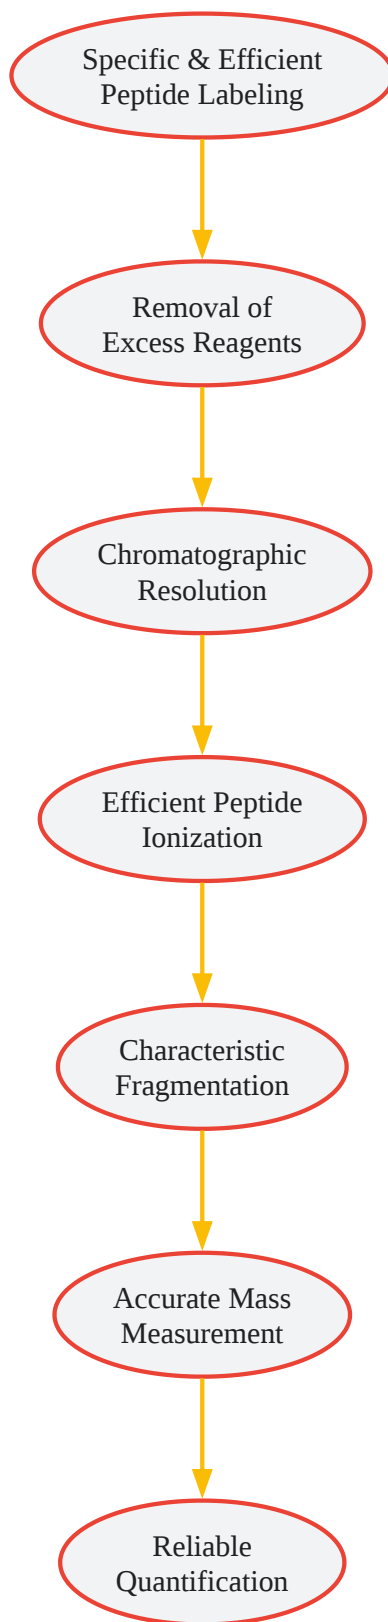 Specific & Efficient
Peptide Labeling
Removal of
Excess Reagents
Chromatographic
Resolution
Efficient Peptide
Ionization
Characteristic
Fragmentation
Accurate Mass
Measurement
Reliable
Quantification